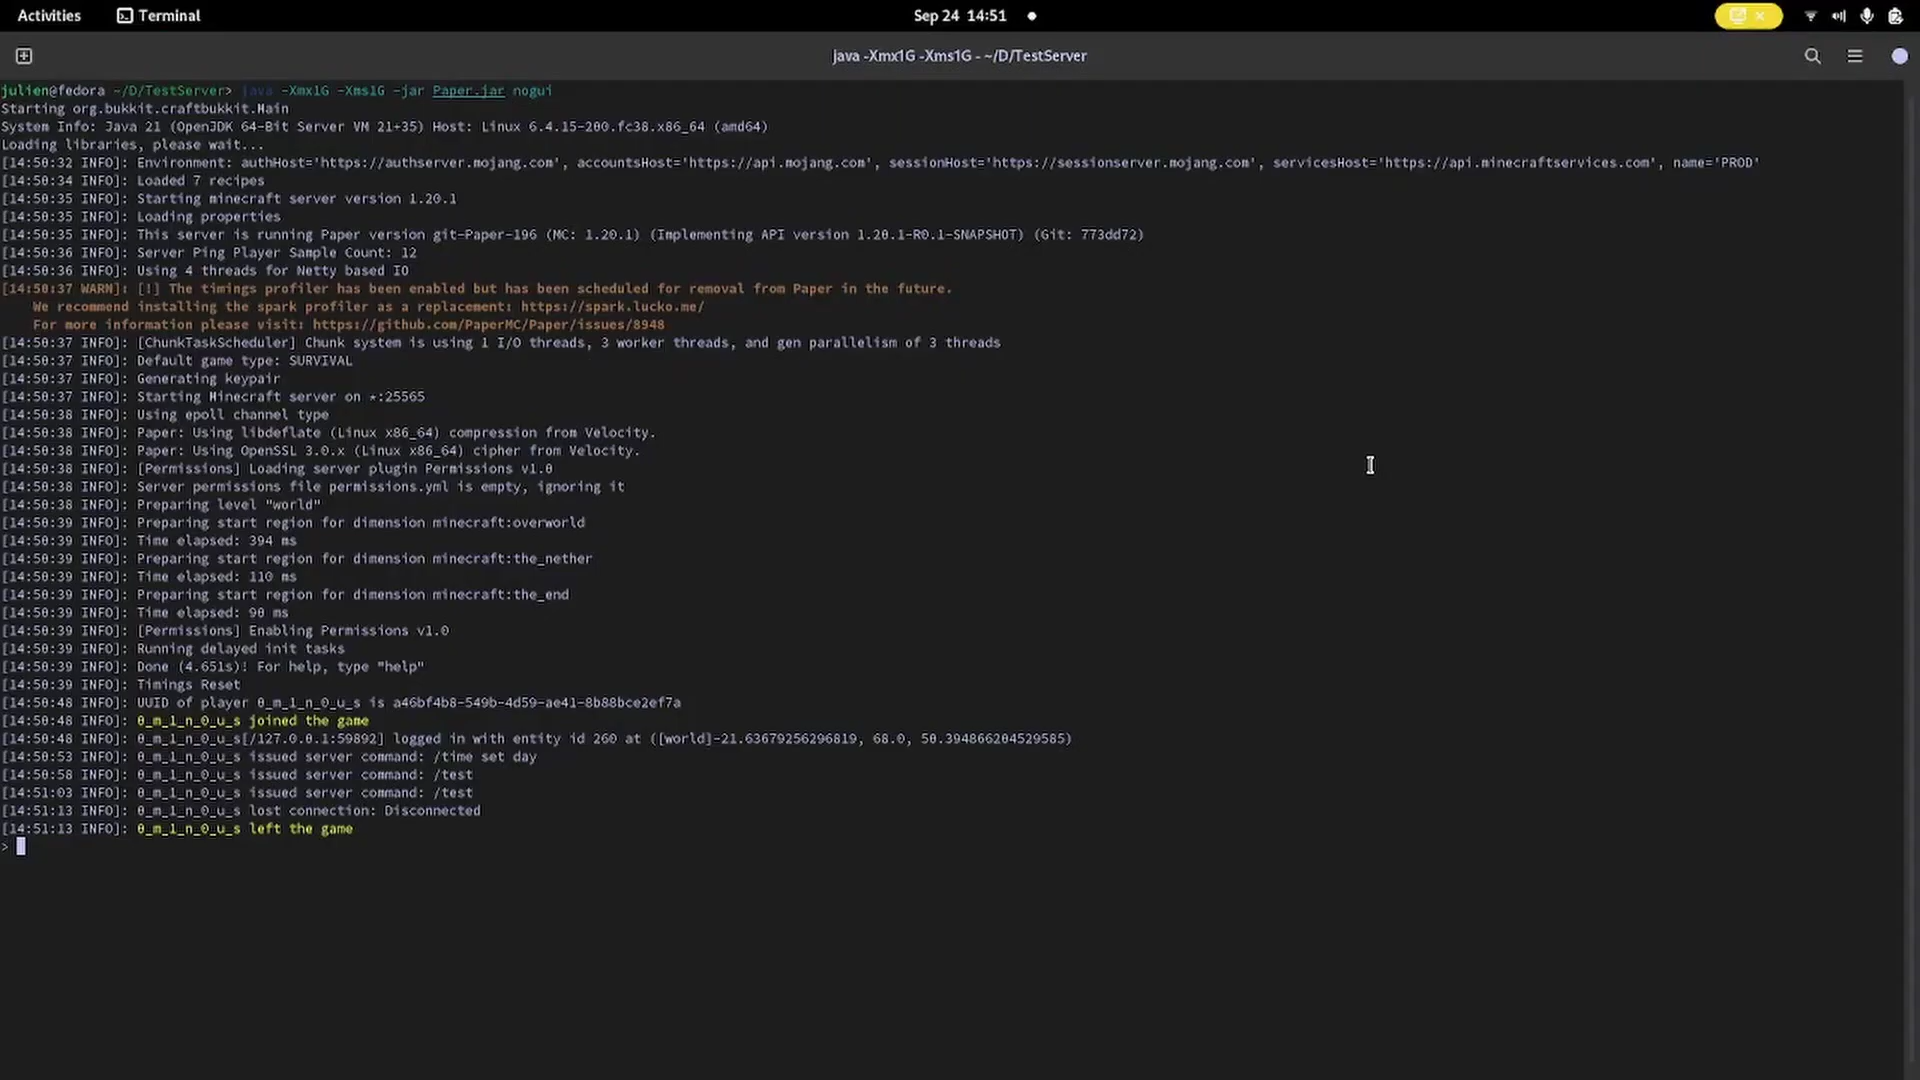 Activities Terminal Sep 24 14:51
java -Xmx1G -Xms1G - ~/D/TestServer
julien@fedora ~/D/TestServer> java -Xmx1G -Xms1G -jar Paper.jar nogui
Starting org.bukkit.craftbukkit.Main
System Info: Java 21 (OpenJDK 64-Bit Server VM 21+35) Host: Linux 6.4.15-200.fc38.x86_64 (amd64)
Loading libraries, please wait...
[14:50:32 INFO]: Environment: authHost='https://authserver.mojang.com', accountsHost='https://api.mojang.com', sessionHost='https://sessionserver.mojang.com', servicesHost='https://api.minecraftservices.com', name='PROD'
[14:50:34 INFO]: Loaded 7 recipes
[14:50:35 INFO]: Starting minecraft server version 1.20.1
[14:50:35 INFO]: Loading properties
[14:50:35 INFO]: This server is running Paper version git-Paper-196 (MC: 1.20.1) (Implementing API version 1.20.1-R0.1-SNAPSHOT) (Git: 773dd72)
[14:50:36 INFO]: Server Ping Player Sample Count: 12
[14:50:36 INFO]: Using 4 threads for Netty based IO
[14:50:37 WARN]: [!] The timings profiler has been enabled but has been scheduled for removal from Paper in the future.
We recommend installing the spark profiler as a replacement: https://spark.lucko.me/
For more information please visit: https://github.com/PaperMC/Paper/issues/8948
[14:50:37 INFO]: [ChunkTaskScheduler] Chunk system is using 1 I/O threads, 3 worker threads, and gen parallelism of 3 threads
[14:50:37 INFO]: Default game type: SURVIVAL
[14:50:37 INFO]: Generating keypair
[14:50:37 INFO]: Starting Minecraft server on *:25565
[14:50:38 INFO]: Using epoll channel type
[14:50:38 INFO]: Paper: Using libdeflate (Linux x86_64) compression from Velocity.
[14:50:38 INFO]: Paper: Using OpenSSL 3.0.x (Linux x86_64) cipher from Velocity.
[14:50:38 INFO]: [Permissions] Loading server plugin Permissions v1.0
[14:50:38 INFO]: Server permissions file permissions.yml is empty, ignoring it
[14:50:38 INFO]: Preparing level "world"
[14:50:39 INFO]: Preparing start region for dimension minecraft:overworld
[14:50:39 INFO]: Time elapsed: 394 ms
[14:50:39 INFO]: Preparing start region for dimension minecraft:the_nether
[14:50:39 INFO]: Time elapsed: 110 ms
[14:50:39 INFO]: Preparing start region for dimension minecraft:the_end
[14:50:39 INFO]: Time elapsed: 90 ms
[14:50:39 INFO]: [Permissions] Enabling Permissions v1.0
[14:50:39 INFO]: Running delayed init tasks
[14:50:39 INFO]: Done (4.651s)! For help, type "help"
[14:50:39 INFO]: Timings Reset
[14:50:48 INFO]: UUID of player 0_m_1_n_0_u_s is a46bf4b8-549b-4d59-ae41-8b88bce2ef7a
[14:50:48 INFO]: 0_m_1_n_0_u_s joined the game
[14:50:48 INFO]: 0_m_1_n_0_u_s[/127.0.0.1:59892] logged in with entity id 260 at ([world]-21.63679256296819, 68.0, 50.394866204529585)
[14:50:53 INFO]: 0_m_1_n_0_u_s issued server command: /time set day
[14:50:58 INFO]: 0_m_1_n_0_u_s issued server command: /test
[14:51:03 INFO]: 0_m_1_n_0_u_s issued server command: /test
[14:51:13 INFO]: 0_m_1_n_0_u_s lost connection: Disconnected
[14:51:13 INFO]: 0_m_1_n_0_u_s left the game
>